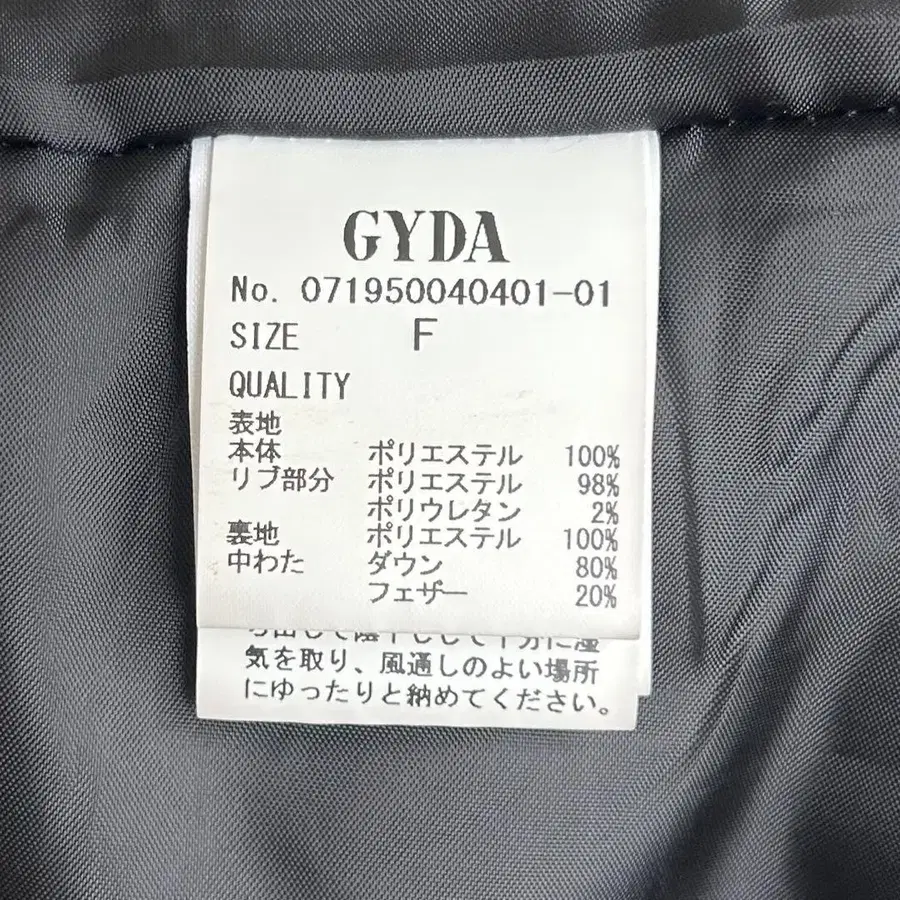 GYDA
No. 071950040401-01
SIZE F
QUALITY
表地
本体 ポリエステル 100%
リブ部分 ポリエステル 98%
ポリウレタン 2%
裏地 ポリエステル 100%
中わた ダウン 80%
フェザー 20%
気を取り、風通しのよい場所
にゆったりと納めてください。